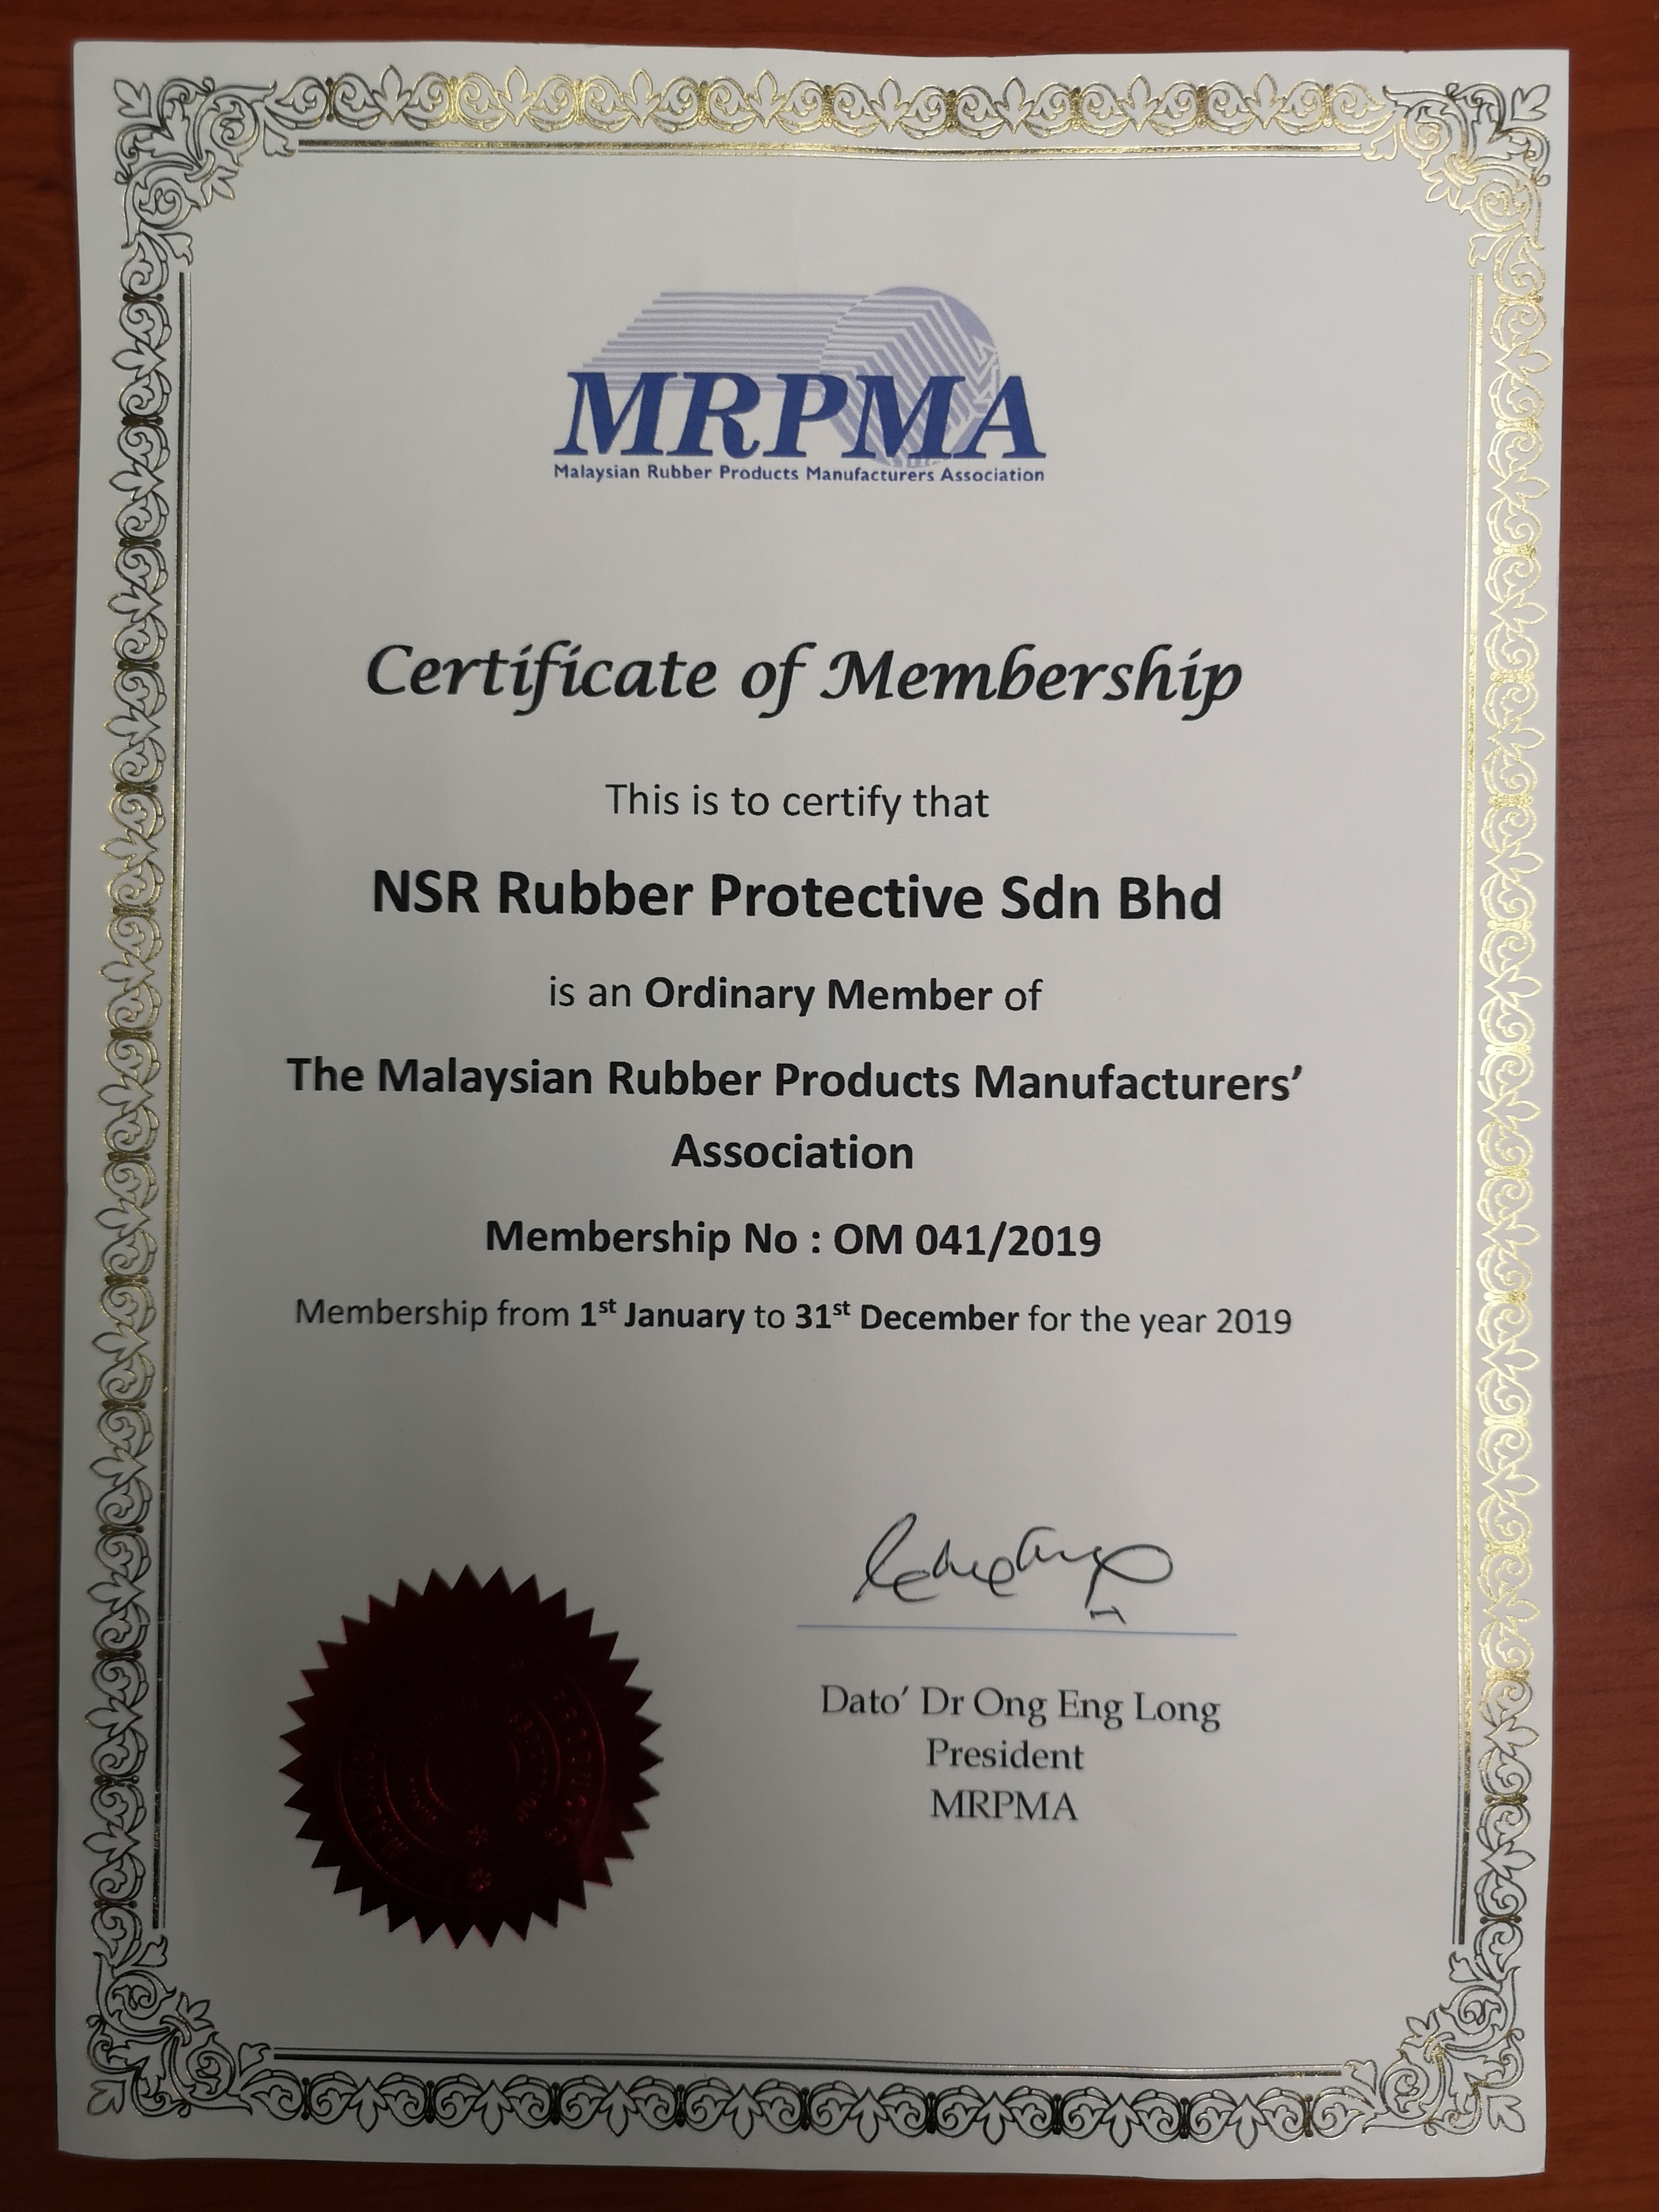 MRPMA
Malaysian Rubber Products Manufacturers Association
Certificate of Membership
This is to certify that
NSR Rubber Protective Sdn Bhd
is an Ordinary Member of
The Malaysian Rubber Products Manufacturers’
Association
Membership No : OM 041/2019
Membership from 1st January to 31st December for the year 2019
Dato’ Dr Ong Eng Long
President
MRPMA